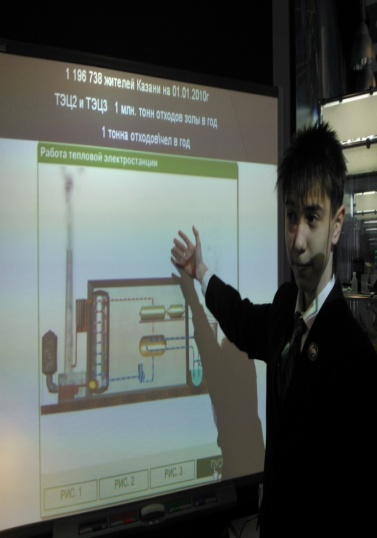 1 196 738 жителей Казани на 01.01.2010г
ТЭЦ2 и ТЭЦ3 1 млн. тонн отходов золы в год
1 тонна отходов\чел в год
Работа тепловой электростанции
РИС. 1
РИС. 2
РИС. 3